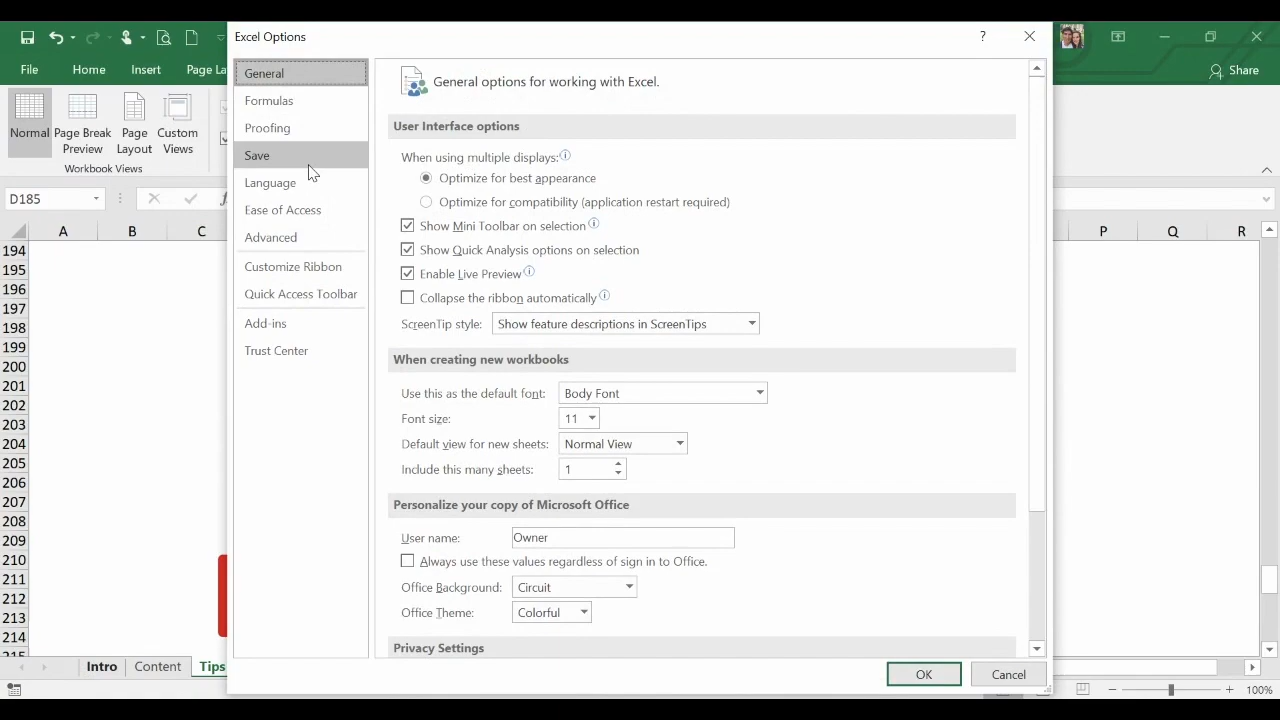 Excel Options
?
File
Home
Insert
Page La
Share
Normal
Page Break Preview
Page Layout
Custom Views
Workbook Views
D185
General
Formulas
Proofing
Save
Language
Ease of Access
Advanced
Customize Ribbon
Quick Access Toolbar
Add-ins
Trust Center
General options for working with Excel.
User Interface options
When using multiple displays:
Optimize for best appearance
Optimize for compatibility (application restart required)
Show Mini Toolbar on selection
Show Quick Analysis options on selection
Enable Live Preview
Collapse the ribbon automatically
ScreenTip style: Show feature descriptions in ScreenTips
When creating new workbooks
Use this as the default font: Body Font
Font size: 11
Default view for new sheets: Normal View
Include this many sheets: 1
Personalize your copy of Microsoft Office
User name: Owner
Always use these values regardless of sign in to Office.
Office Background: Circuit
Office Theme: Colorful
Privacy Settings
OK
Cancel
A B C P Q R
194
195
196
197
198
199
200
201
202
203
204
205
206
207
208
209
210
211
212
213
214
Intro
Content
Tips
100%